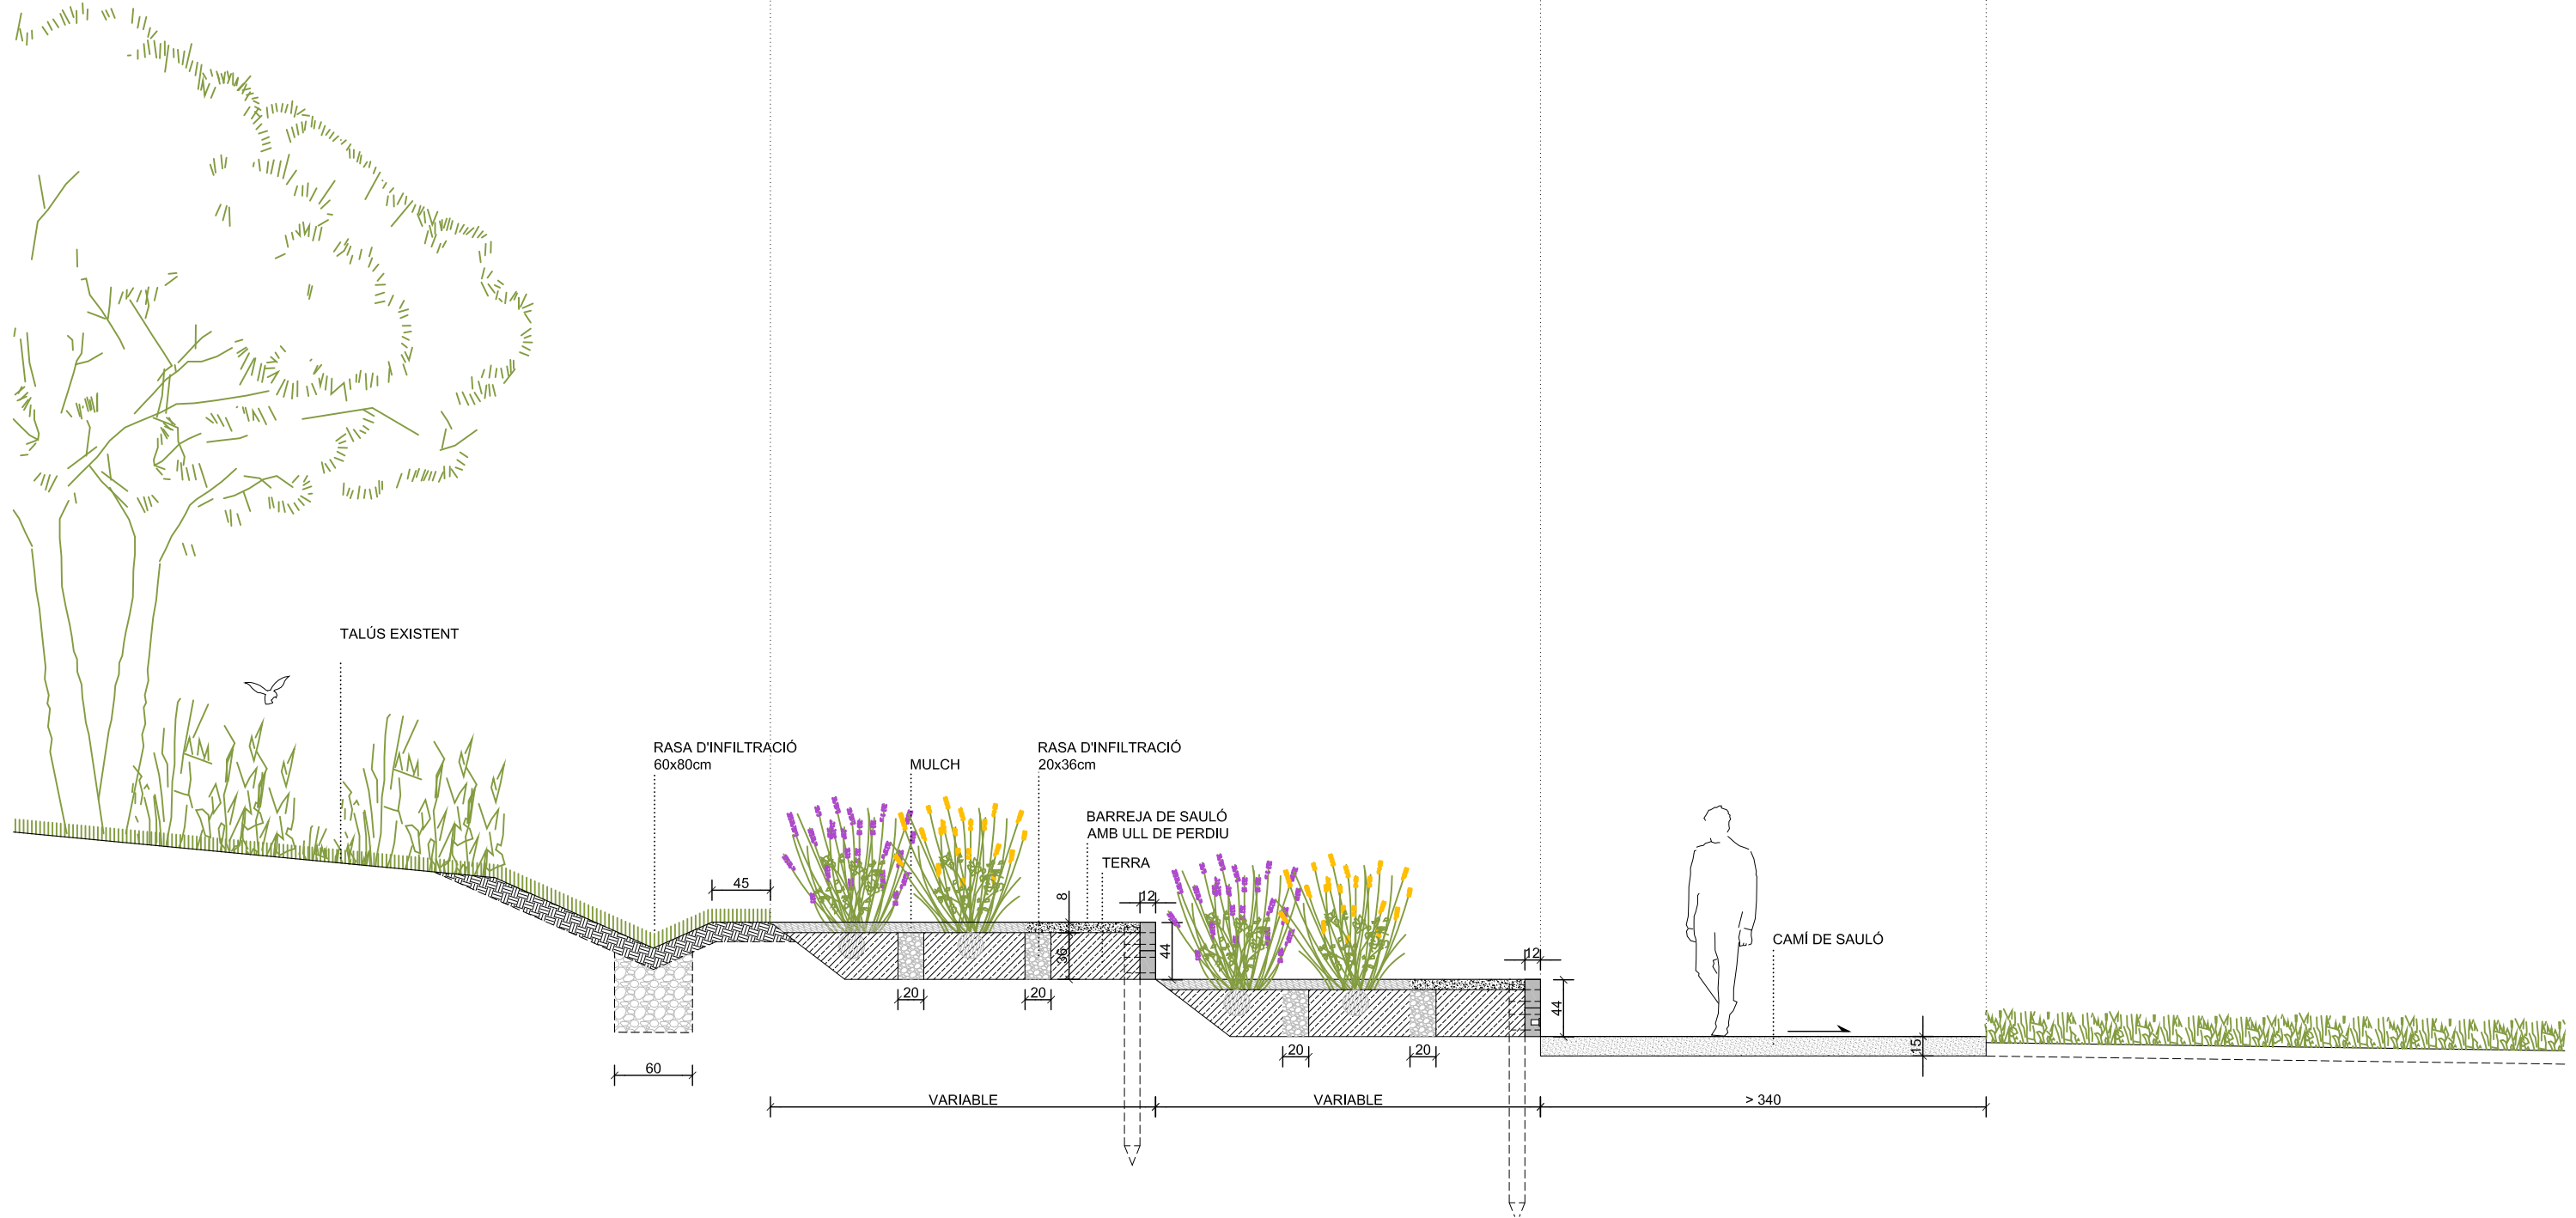 TALÚS EXISTENT
RASA D'INFILTRACIÓ
60x80cm
MULCH
RASA D'INFILTRACIÓ
20x36cm
BARREJA DE SAULÓ
AMB ULL DE PERDIU
TERRA
45
8
12
36
44
20
20
12
44
CAMÍ DE SAULÓ
15
20
20
60
VARIABLE
VARIABLE
> 340